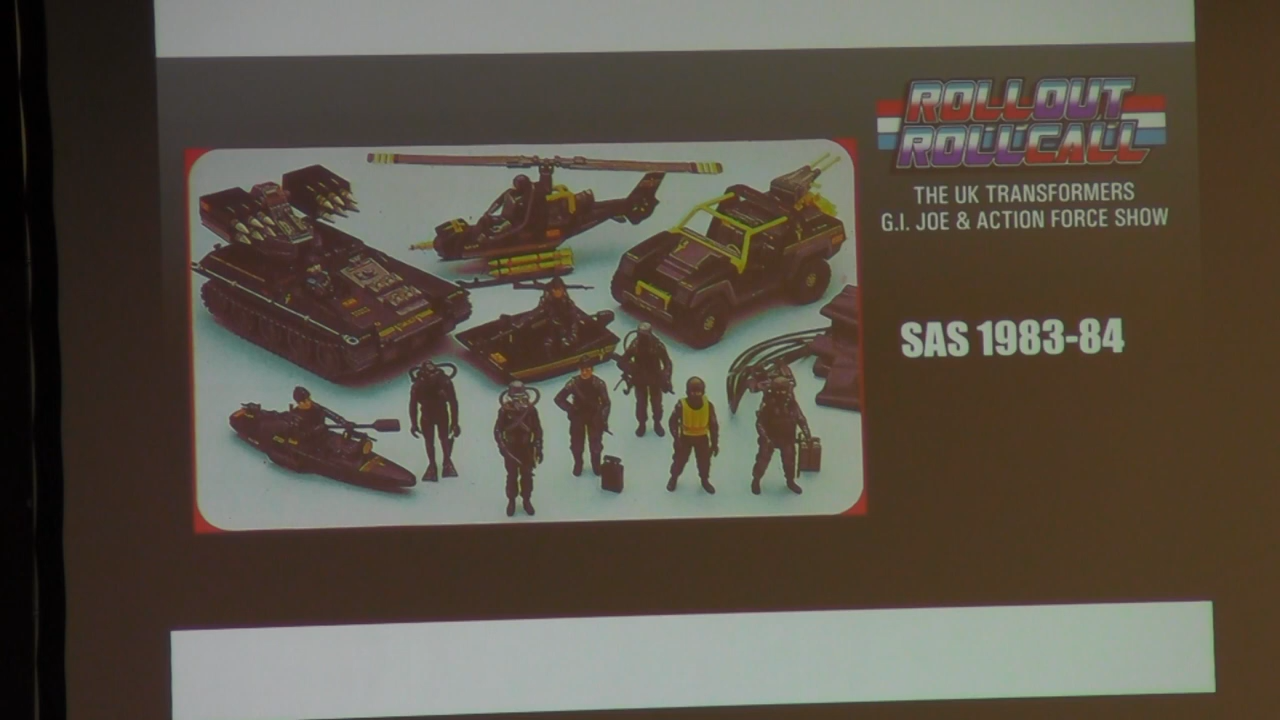 ROLLOUT
ROLLCALL
THE UK TRANSFORMERS
G.I. JOE & ACTION FORCE SHOW
SAS 1983-84